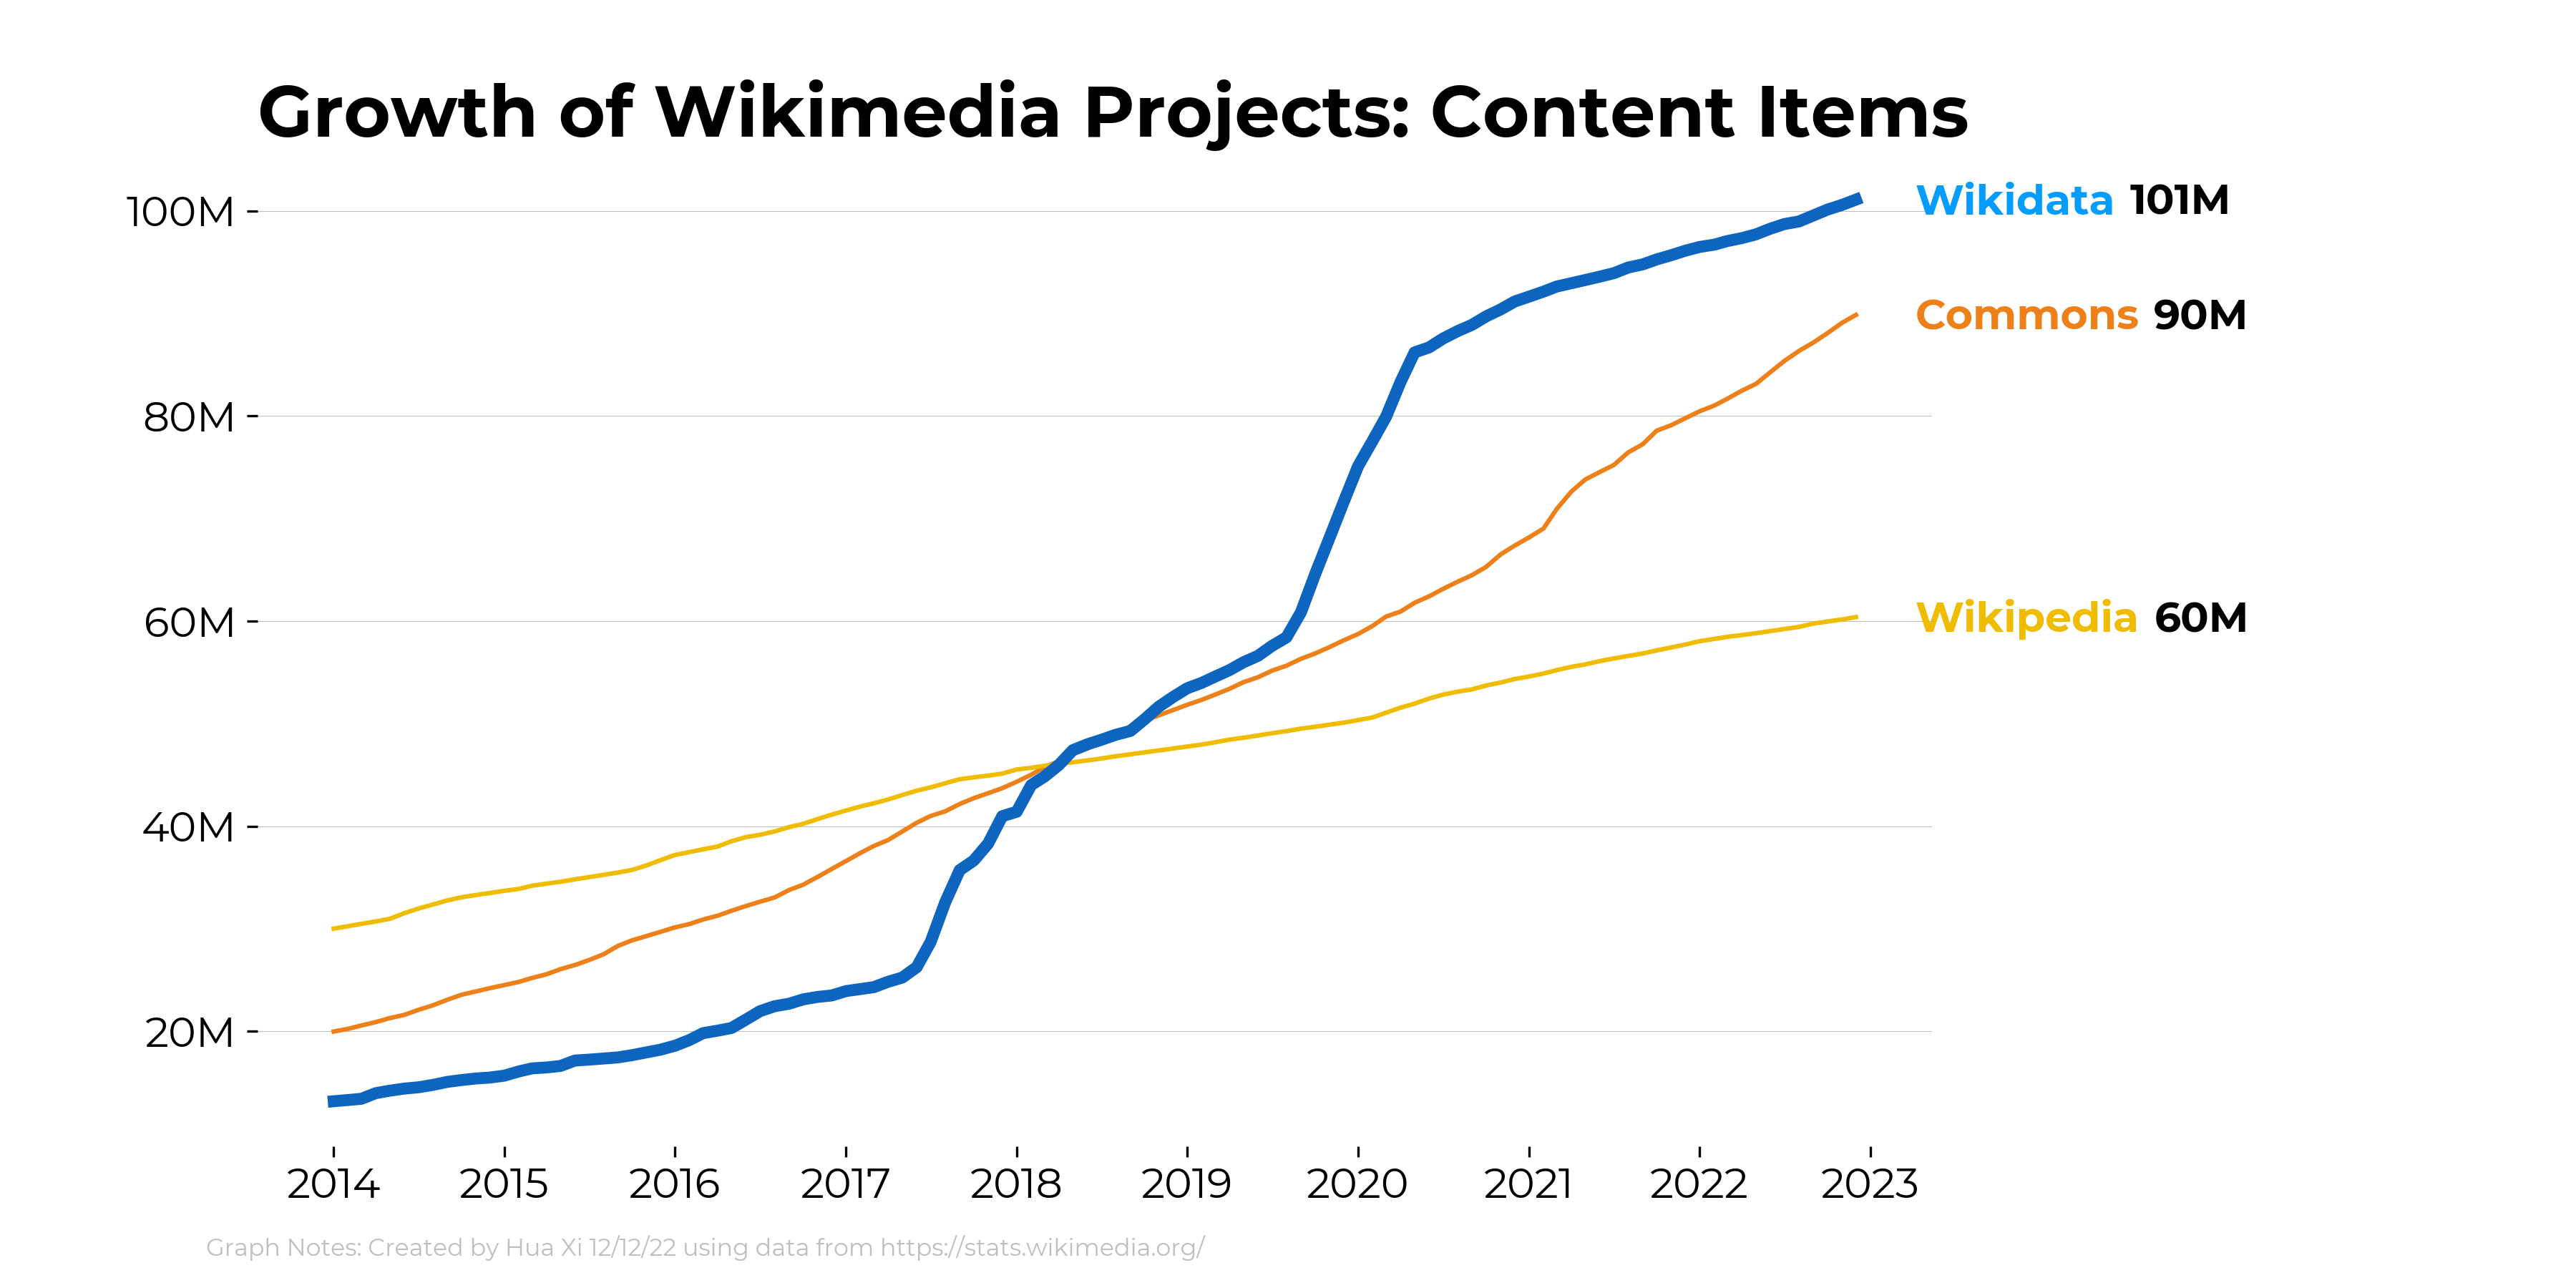 Growth of Wikimedia Projects: Content Items
100M
80M
60M
40M
20M
Wikidata 101M
Commons 90M
Wikipedia 60M
2014 2015 2016 2017 2018 2019 2020 2021 2022 2023
Graph Notes: Created by Hua Xi 12/12/22 using data from https://stats.wikimedia.org/